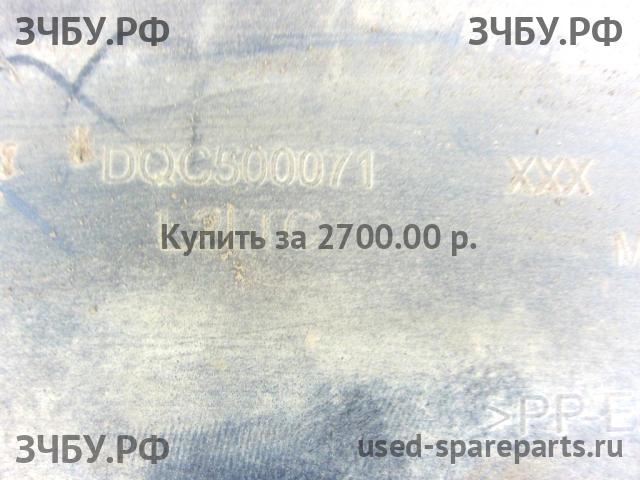 ЗЧБУ.РФ ЗЧБУ.РФ
DQC500071 XXX
Купить за 2700.00 р.
M
>PP-E
ЗЧБУ.РФ used-spareparts.ru